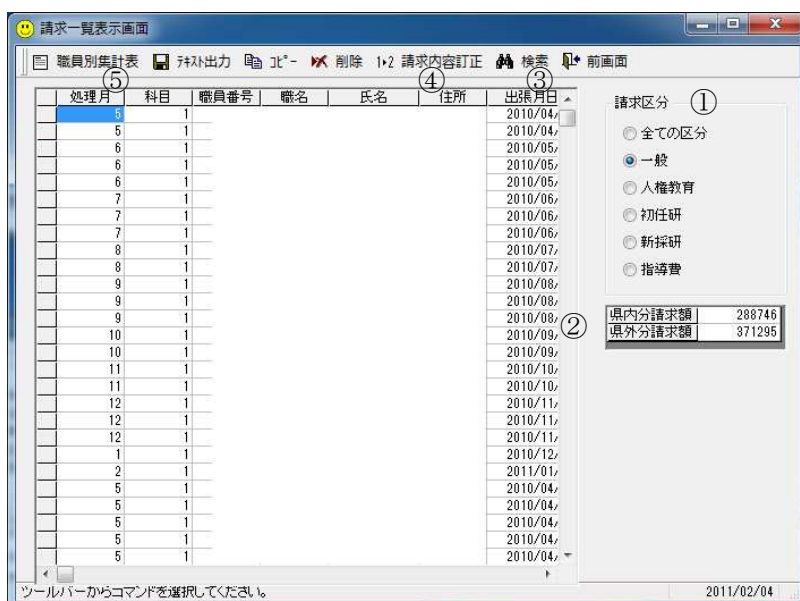 請求一覧表示画面
職員別集計表 ﾃｷｽﾄ出力 ｺﾋﾟｰ 削除 1▸2 請求内容訂正 検索 前画面
⑤ ④ ③
処理月 科目 職員番号 職名 氏名 住所 出張月日
5 1 2010/04/
5 1 2010/04/
6 1 2010/05/
6 1 2010/05/
6 1 2010/05/
7 1 2010/06/
7 1 2010/06/
7 1 2010/06/
8 1 2010/07/
8 1 2010/07/
9 1 2010/08/
9 1 2010/08/
9 1 2010/08/
10 1 2010/09/
10 1 2010/09/
11 1 2010/10/
11 1 2010/10/
12 1 2010/11/
12 1 2010/11/
12 1 2010/11/
1 1 2010/12/
2 1 2011/01/
5 1 2010/04/
5 1 2010/04/
5 1 2010/04/
5 1 2010/04/
5 1 2010/04/
請求区分 ①
全ての区分
一般
人権教育
初任研
新採研
指導費
②
県内分請求額 288746
県外分請求額 371295
ツールバーからコマンドを選択してください。 2011/02/04